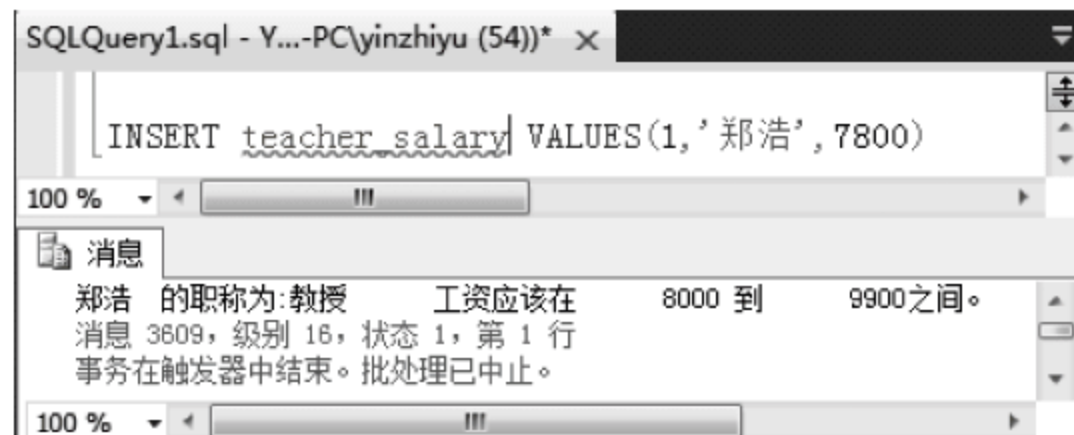 SQLQuery1.sql - Y...-PC\yinzhiyu (54))* ×
INSERT teacher_salary VALUES(1,'郑浩',7800)
100 %
消息
郑浩 的职称为:教授 工资应该在 8000 到 9900之间。
消息 3609，级别 16，状态 1，第 1 行
事务在触发器中结束。批处理已中止。
100 %